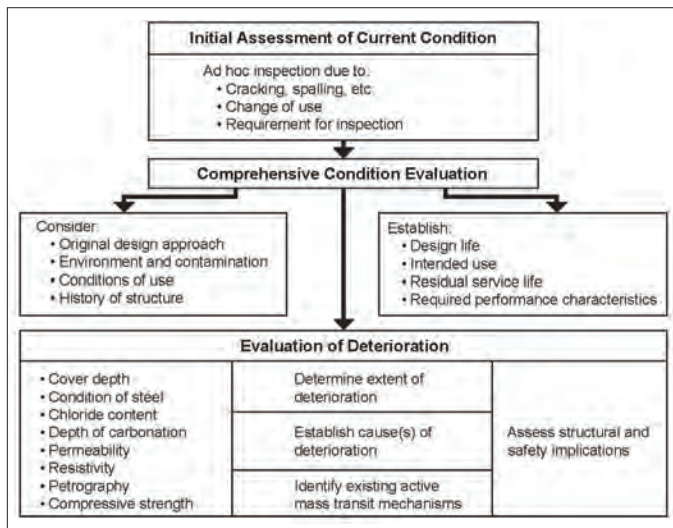 Initial Assessment of Current Condition
Ad hoc inspection due to:
• Cracking, spalling, etc
• Change of use
• Requirement for inspection
Comprehensive Condition Evaluation
Consider:
• Original design approach
• Environment and contamination
• Conditions of use
• History of structure
Establish:
• Design life
• Intended use
• Residual service life
• Required performance characteristics
Evaluation of Deterioration
• Cover depth
• Condition of steel
• Chloride content
• Depth of carbonation
• Permeability
• Resistivity
• Petrography
• Compressive strength
Determine extent of
deterioration
Establish cause(s) of
deterioration
Identify existing active
mass transit mechanisms
Assess structural and
safety implications